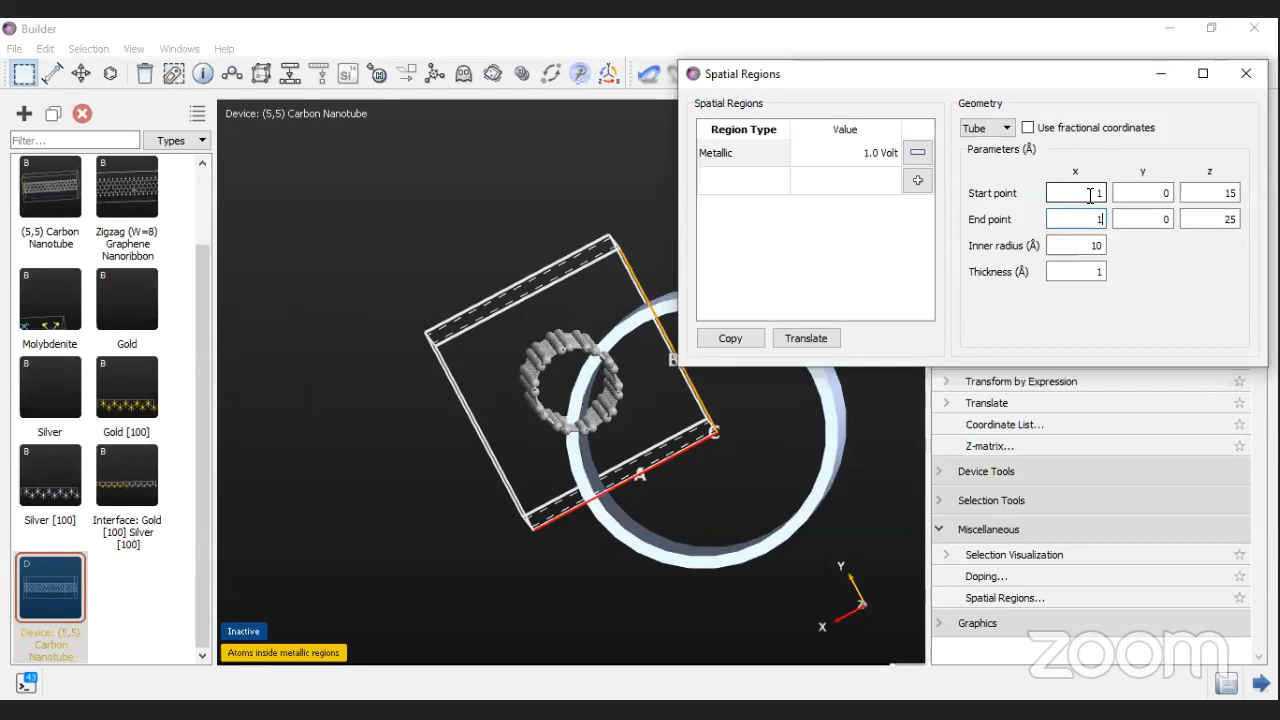 Builder
File Edit Selection View Windows Help
Filter... Types
B B
(5,5) Carbon Nanotube
Zigzag (W=8) Graphene Nanoribbon
B B
Molybdenite
Gold
B B
Silver
Gold [100]
B B
Silver [100]
Interface: Gold [100] Silver [100]
D
Device: (5,5) Carbon Nanotube
43
Device: (5,5) Carbon Nanotube
Si 14
B
C
A
Y
X
Z
Inactive
Atoms inside metallic regions
Spatial Regions
Spatial Regions
Region Type Value
Metallic 1.0 Volt
Copy Translate
Geometry
Tube Use fractional coordinates
Parameters (Å)
x y z
Start point 1 0 15
End point 1 0 25
Inner radius (Å) 10
Thickness (Å) 1
Transform by Expression
Translate
Coordinate List...
Z-matrix...
Device Tools
Selection Tools
Miscellaneous
Selection Visualization
Doping...
Spatial Regions...
Graphics
zoom